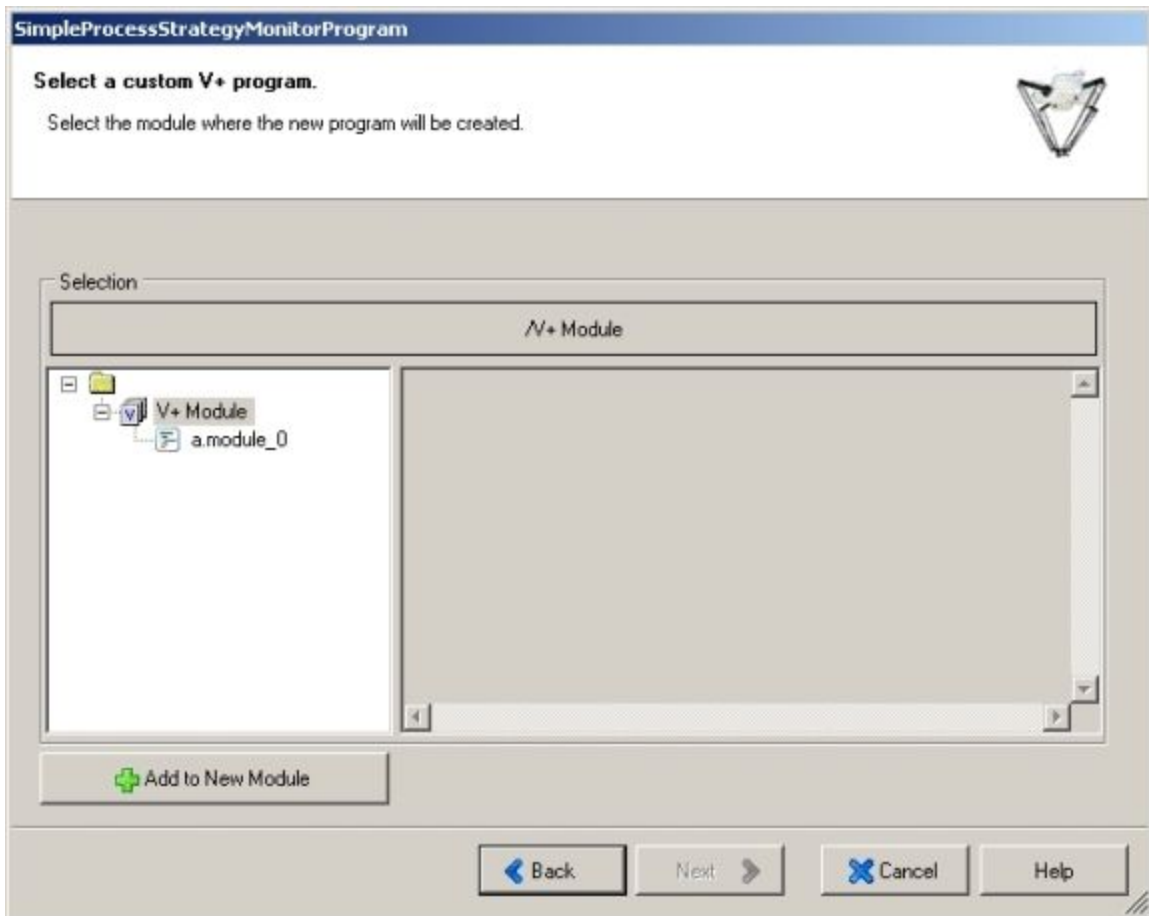 SimpleProcessStrategyMonitorProgram
Select a custom V+ program.
Select the module where the new program will be created.
Selection
/V+ Module
V+ Module
a.module_0
Add to New Module
Back
Next
Cancel
Help